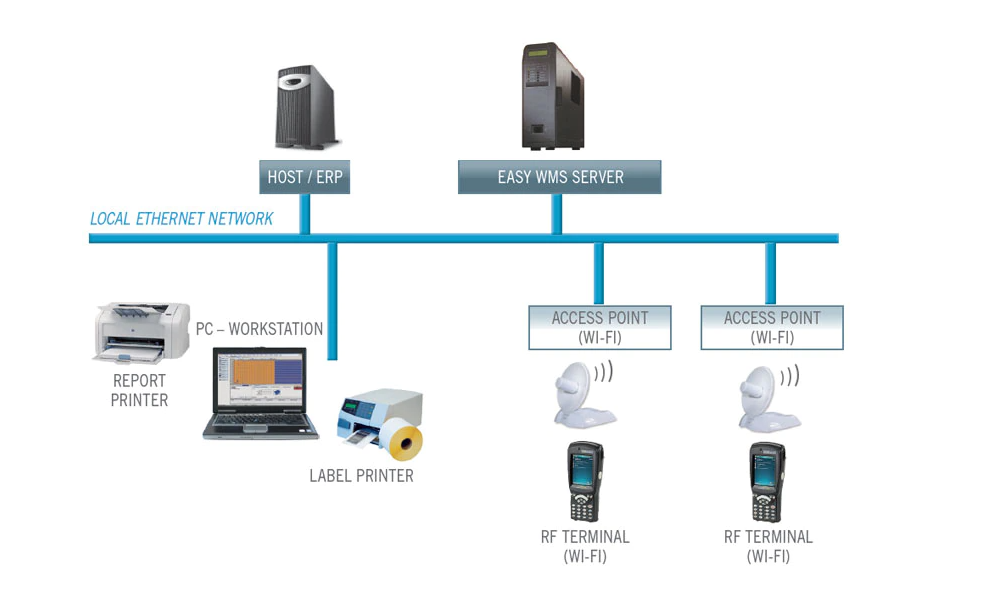 HOST / ERP
EASY WMS SERVER
LOCAL ETHERNET NETWORK
ACCESS POINT
(WI-FI)
ACCESS POINT
(WI-FI)
PC – WORKSTATION
REPORT
PRINTER
LABEL PRINTER
RF TERMINAL
(WI-FI)
RF TERMINAL
(WI-FI)